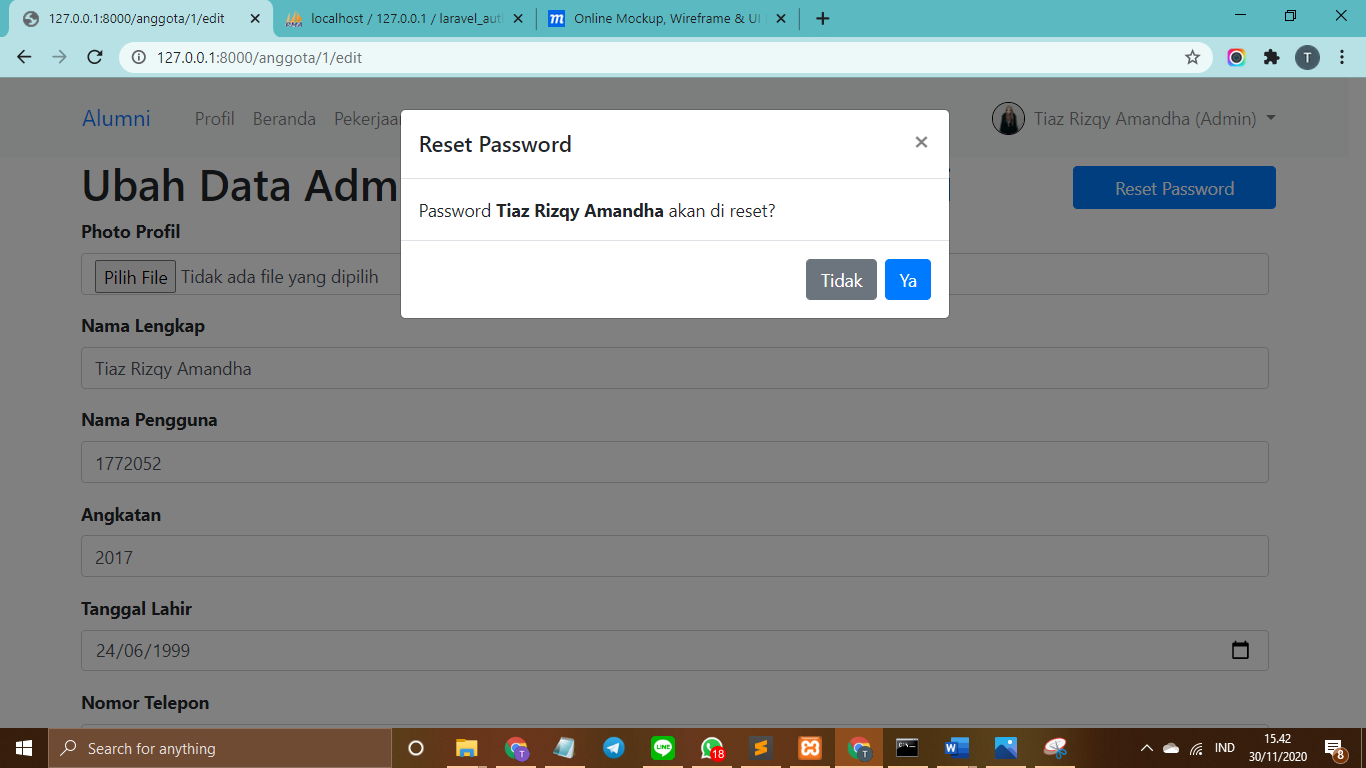 127.0.0.1:8000/anggota/1/edit
localhost / 127.0.0.1 / laravel_aut
Online Mockup, Wireframe & UI
127.0.0.1:8000/anggota/1/edit
T
Alumni Profil Beranda Pekerjaa
Tiaz Rizqy Amandha (Admin)
Reset Password ×
Ubah Data Adm
Reset Password
Password Tiaz Rizqy Amandha akan di reset?
Photo Profil
Pilih File Tidak ada file yang dipilih
Tidak Ya
Nama Lengkap
Tiaz Rizqy Amandha
Nama Pengguna
1772052
Angkatan
2017
Tanggal Lahir
24/06/1999
Nomor Telepon
Search for anything
18
IND
15.42
30/11/2020
8